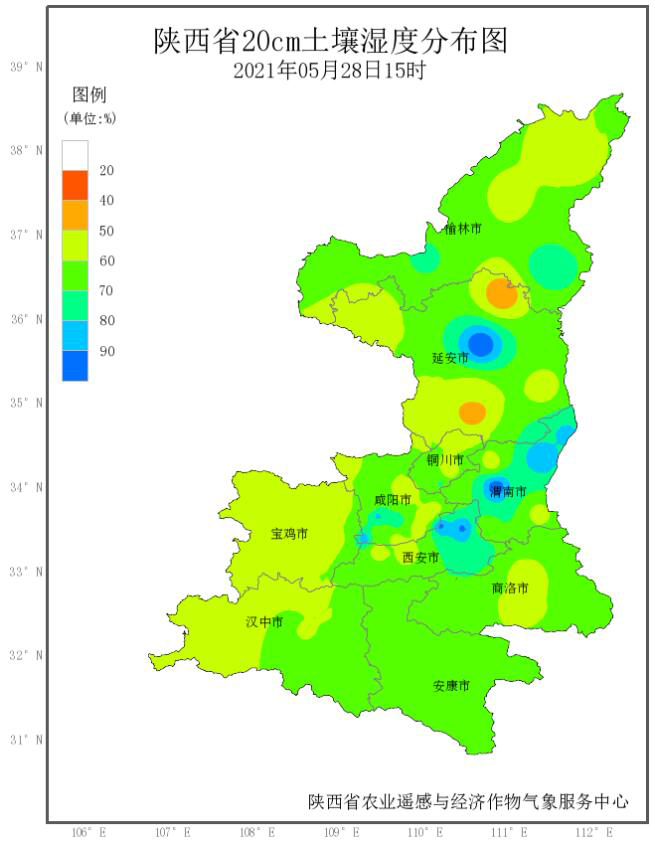 陕西省20cm土壤湿度分布图
2021年05月28日15时
图例
(单位:%)
20
40
50
60
70
80
90
39° N
38° N
37° N
36° N
35° N
34° N
33° N
32° N
31° N
榆林市
延安市
铜川市
渭南市
咸阳市
宝鸡市
西安市
商洛市
汉中市
安康市
陕西省农业遥感与经济作物气象服务中心
106° E 107° E 108° E 109° E 110° E 111° E 112° E